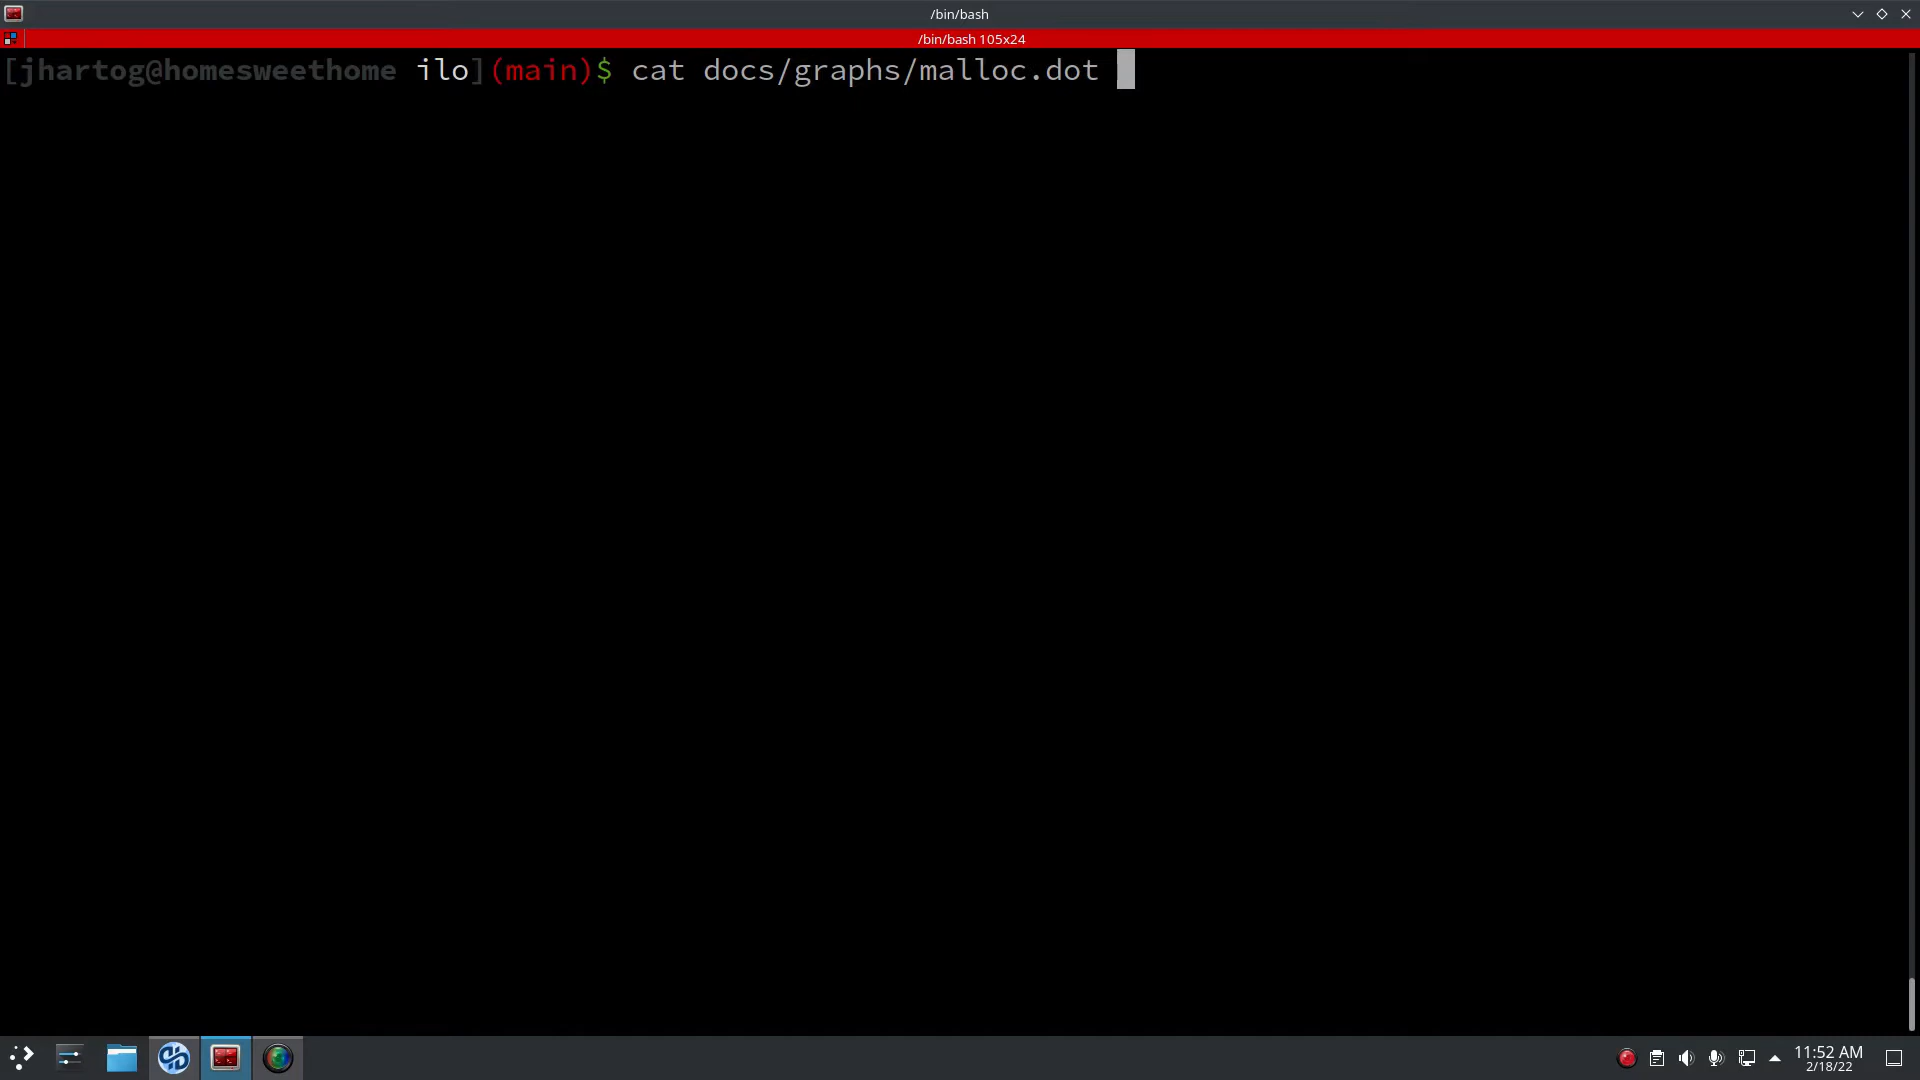 /bin/bash
/bin/bash 105x24
[jhartog@homesweethome ilo](main)$ cat docs/graphs/malloc.dot
11:52 AM
2/18/22